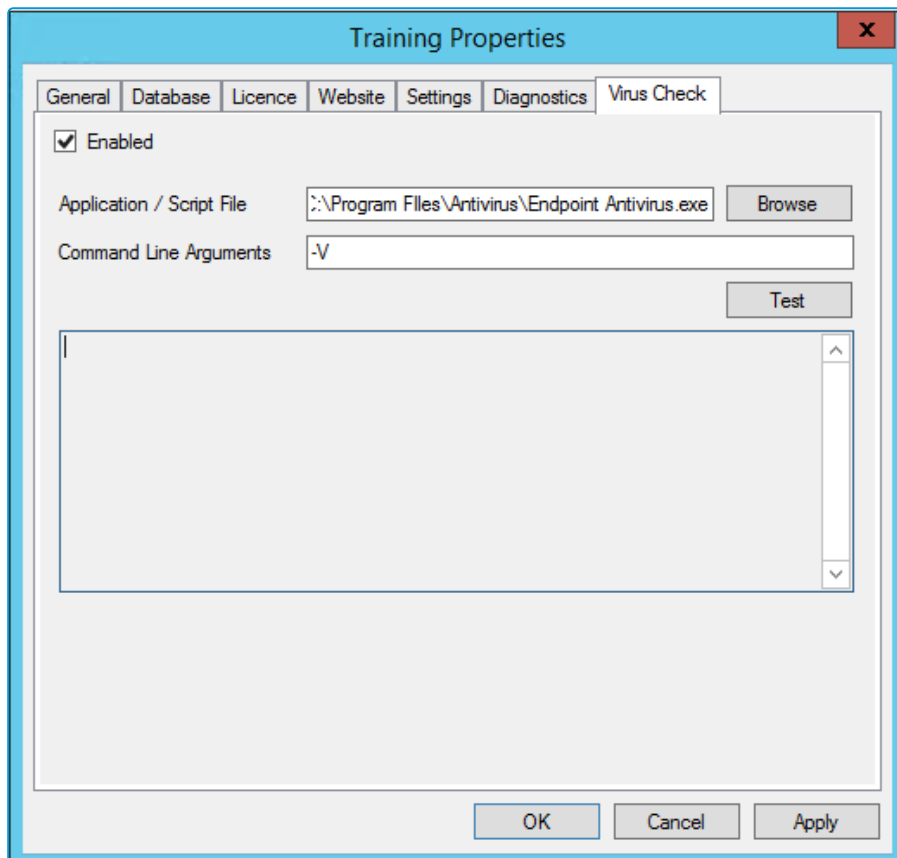 Training Properties
x
General Database Licence Website Settings Diagnostics Virus Check
Enabled
Application / Script File :\Program FIles\Antivirus\Endpoint Antivirus.exe Browse
Command Line Arguments -V
Test
OK Cancel Apply